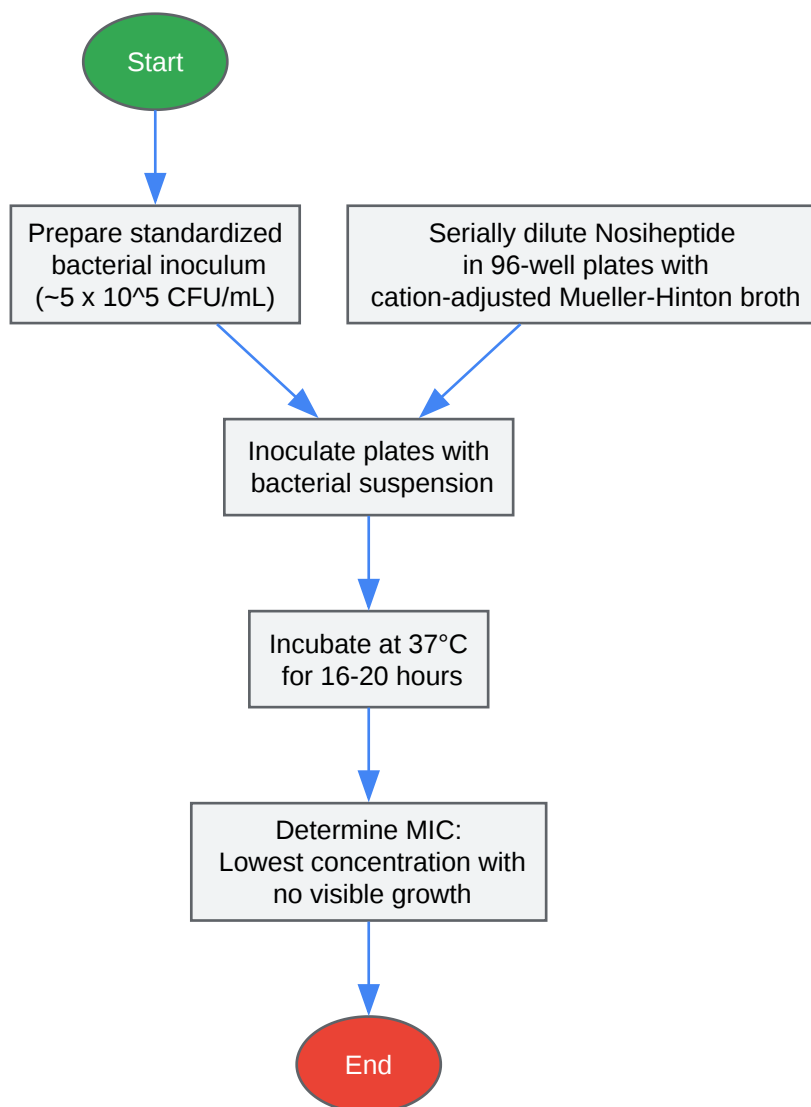 Start
Prepare standardized
bacterial inoculum
(~5 x 10^5 CFU/mL)
Serially dilute Nosiheptide
in 96-well plates with
cation-adjusted Mueller-Hinton broth
Inoculate plates with
bacterial suspension
Incubate at 37°C
for 16-20 hours
Determine MIC:
Lowest concentration with
no visible growth
End